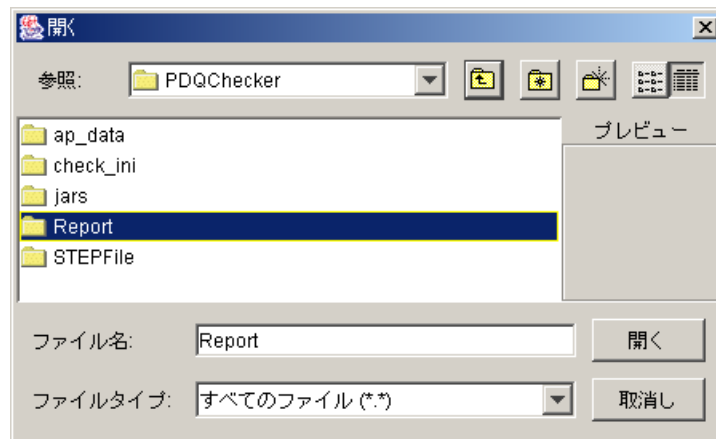 開く
参照: PDQChecker
ap_data
check_ini
jars
Report
STEPFile
プレビュー
ファイル名: Report 開く
ファイルタイプ: すべてのファイル (*.*) 取消し